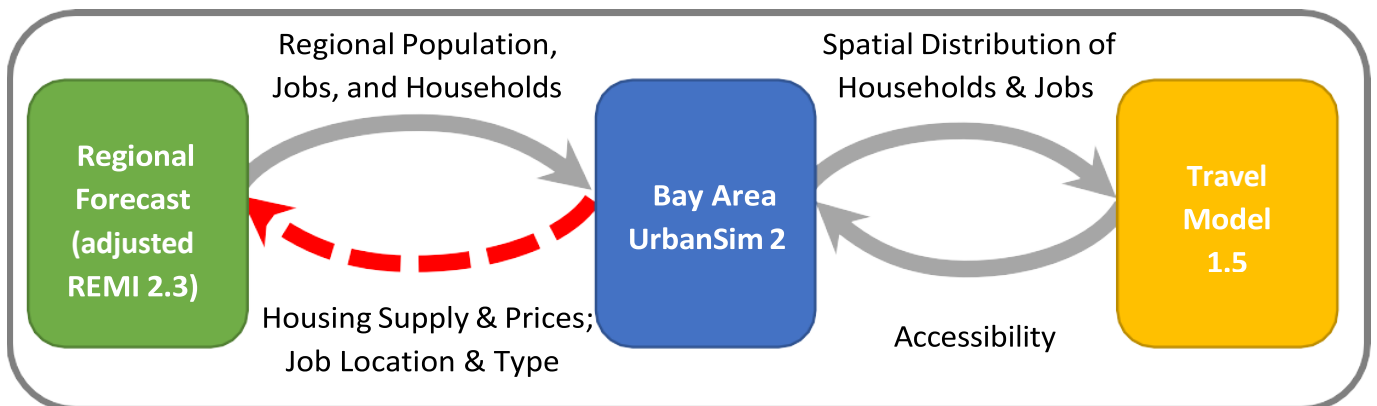 Regional Population,
Jobs, and Households
Spatial Distribution of
Households & Jobs
Regional
Forecast
(adjusted
REMI 2.3)
Bay Area
UrbanSim 2
Travel
Model
1.5
Housing Supply & Prices;
Job Location & Type
Accessibility